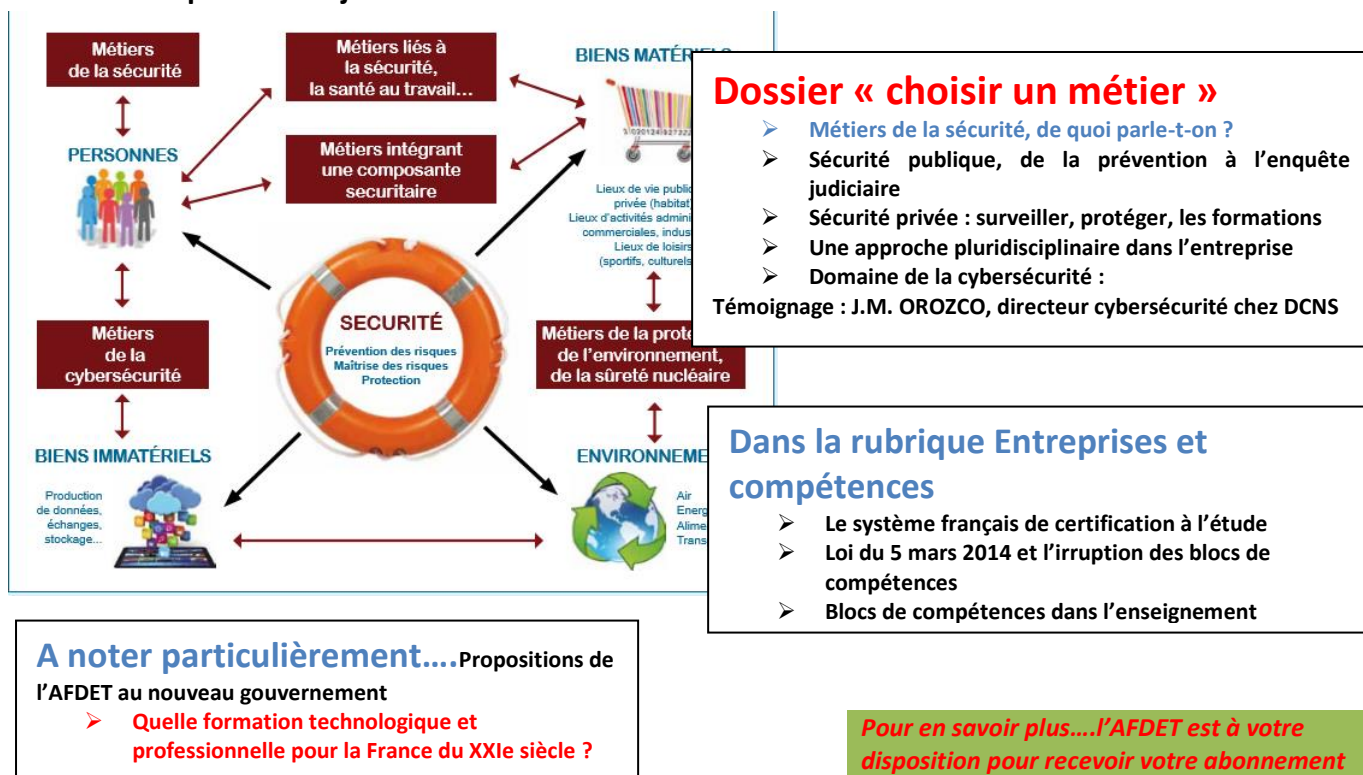 Métiers
de la sécurité
Métiers liés à
la sécurité,
la santé au travail…
Métiers intégrant
une composante
securitaire
PERSONNES
BIENS MATÉRIELS
Lieux de vie
privée (habitat)
Lieux d'activités
commerciales,
Lieux de loisirs
(sportifs, culturels
SECURITÉ
Prévention des risques
Maîtrise des risques
Protection
Métiers
de la
cybersécurité
Métiers de la
de l'environnement,
de la sûreté nucléaire
BIENS IMMATÉRIELS
Production
de données,
échanges,
stockage...
Air
Dossier « choisir un métier »
➢ Métiers de la sécurité, de quoi parle-t-on ?
➢ Sécurité publique, de la prévention à l'enquête
judiciaire
➢ Sécurité privée : surveiller, protéger, les formations
➢ Une approche pluridisciplinaire dans l'entreprise
➢ Domaine de la cybersécurité :
Témoignage : J.M. OROZCO, directeur cybersécurité chez DCNS
Dans la rubrique Entreprises et
compétences
➢ Le système français de certification à l'étude
➢ Loi du 5 mars 2014 et l'irruption des blocs de
compétences
➢ Blocs de compétences dans l'enseignement
A noter particulièrement….Propositions de
l'AFDET au nouveau gouvernement
➢ Quelle formation technologique et
professionnelle pour la France du XXIe siècle ?
Pour en savoir plus….l'AFDET est à votre
disposition pour recevoir votre abonnement